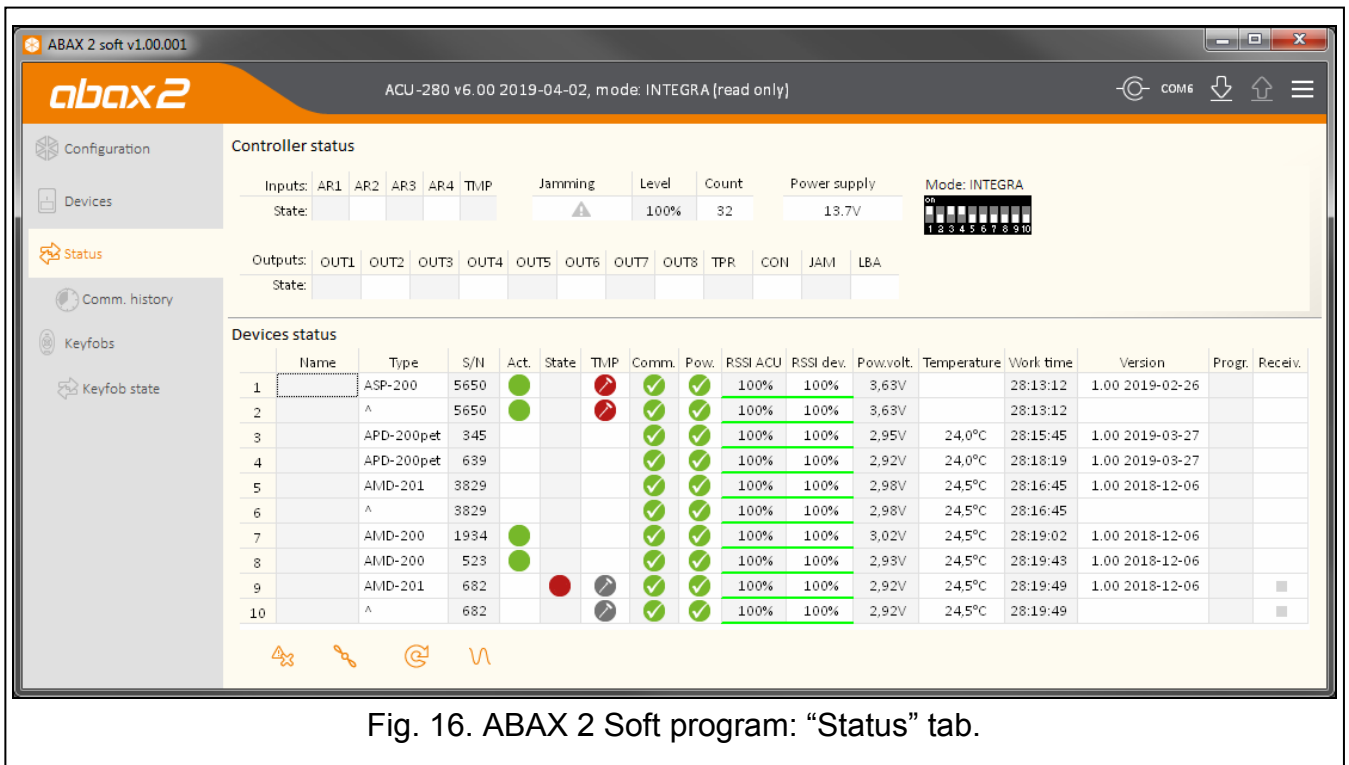 ABAX 2 soft v1.00.001
abax2 ACU-280 v6.00 2019-04-02, mode: INTEGRA (read only) COM6
Configuration
Devices
Status
Comm. history
Keyfobs
Keyfob state
Controller status
Inputs: AR1 AR2 AR3 AR4 TMP Jamming Level Count Power supply Mode: INTEGRA
State: 100% 32 13.7V
on
1 2 3 4 5 6 7 8 9 10
Outputs: OUT1 OUT2 OUT3 OUT4 OUT5 OUT6 OUT7 OUT8 TPR CON JAM LBA
State:
Devices status
Name Type S/N Act. State TMP Comm. Pow. RSSI ACU RSSI dev. Pow.volt. Temperature Work time Version Progr. Receiv.
1 ASP-200 5650 100% 100% 3,63V 28:13:12 1.00 2019-02-26
2 ^ 5650 100% 100% 3,63V 28:13:12
3 APD-200pet 345 100% 100% 2,95V 24,0°C 28:15:45 1.00 2019-03-27
4 APD-200pet 639 100% 100% 2,92V 24,0°C 28:18:19 1.00 2019-03-27
5 AMD-201 3829 100% 100% 2,98V 24,5°C 28:16:45 1.00 2018-12-06
6 ^ 3829 100% 100% 2,98V 24,5°C 28:16:45
7 AMD-200 1934 100% 100% 3,02V 24,5°C 28:19:02 1.00 2018-12-06
8 AMD-200 523 100% 100% 2,93V 24,5°C 28:19:43 1.00 2018-12-06
9 AMD-201 682 100% 100% 2,92V 24,5°C 28:19:49 1.00 2018-12-06
10 ^ 682 100% 100% 2,92V 24,5°C 28:19:49
Fig. 16. ABAX 2 Soft program: “Status” tab.